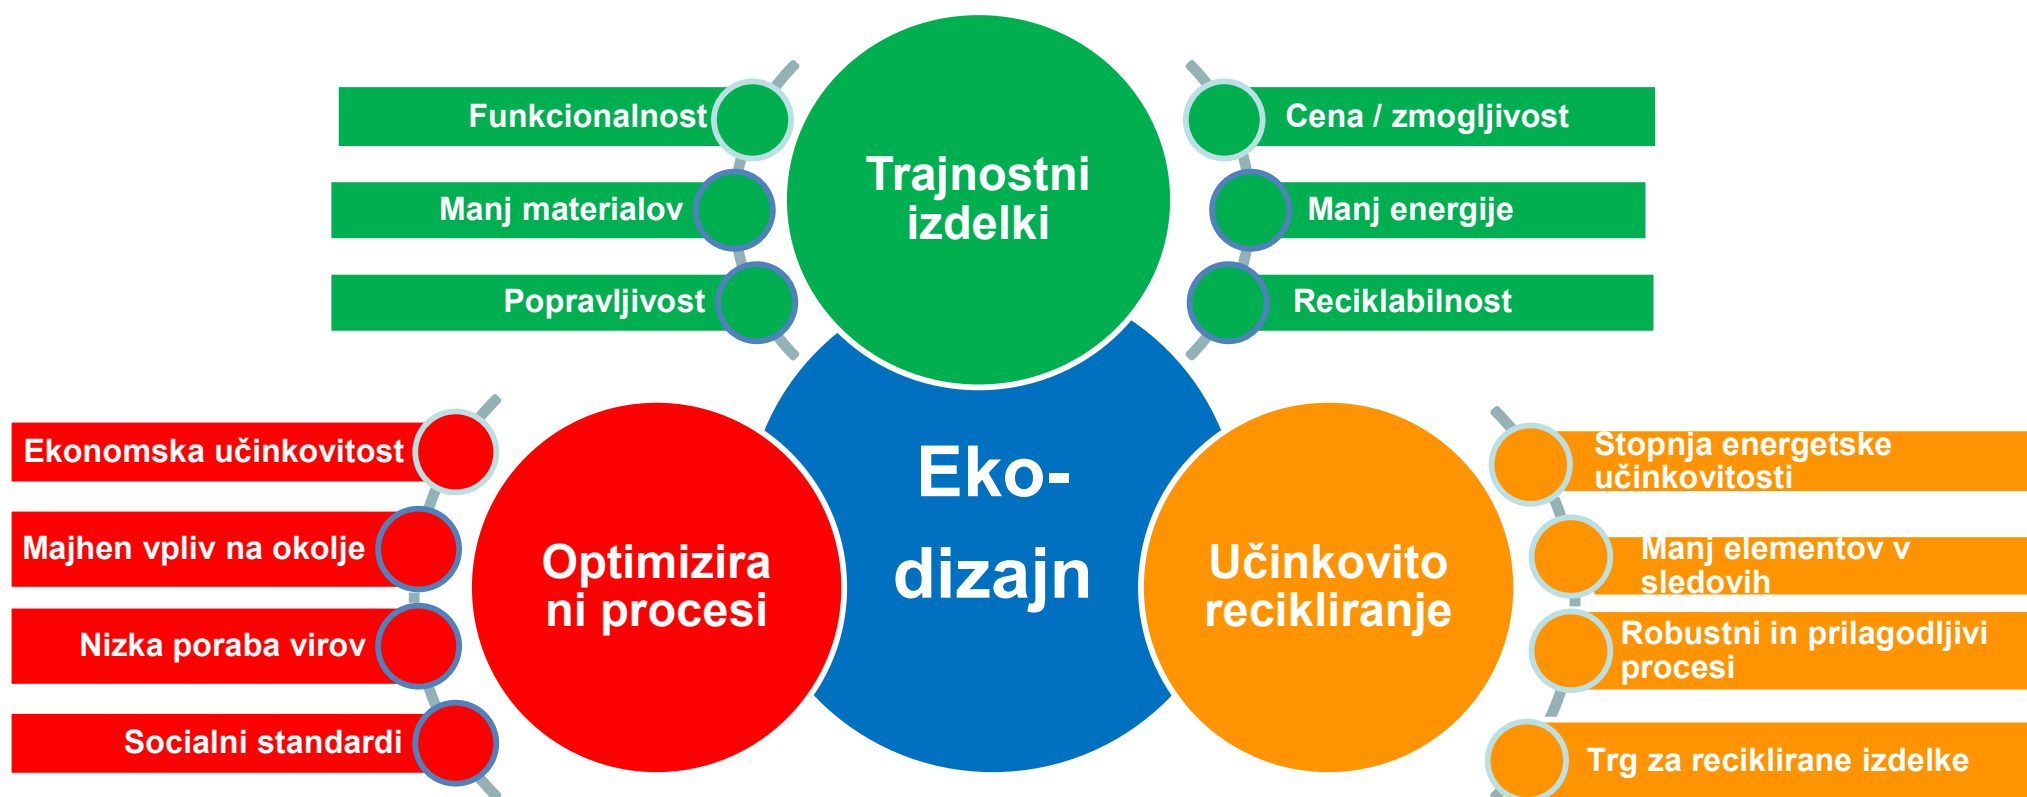 Funkcionalnost
Manj materialov
Popravljivost
Trajnostni
izdelki
Cena / zmogljivost
Manj energije
Reciklabilnost
Ekonomska učinkovitost
Majhen vpliv na okolje
Nizka poraba virov
Socialni standardi
Optimizira
ni procesi
Eko-
dizajn
Učinkovito
recikliranje
Stopnja energetske
učinkovitosti
Manj elementov v
sledovih
Robustni in prilagodljivi
procesi
Trg za reciklirane izdelke